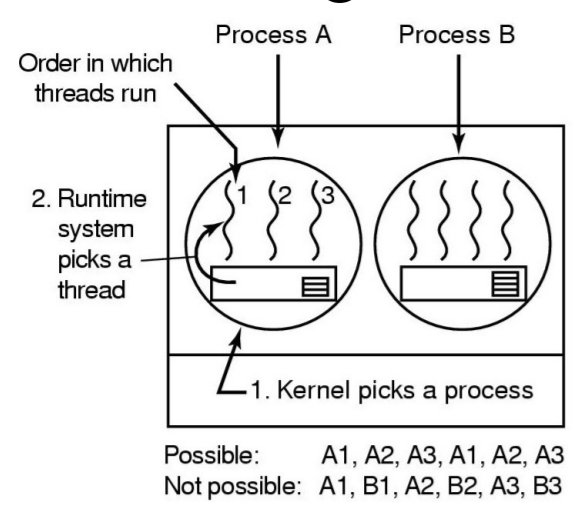 Process A
Process B
Order in which
threads run
1
2
3
2. Runtime
system
picks a
thread
1. Kernel picks a process
Possible: A1, A2, A3, A1, A2, A3
Not possible: A1, B1, A2, B2, A3, B3